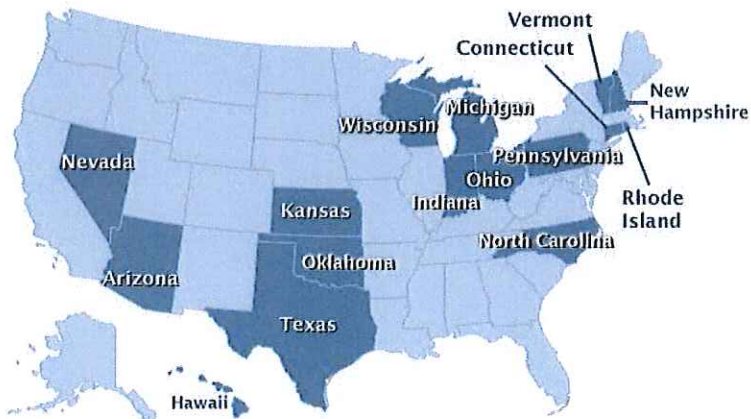 Vermont
Connecticut
New
Hampshire
Michigan
Wisconsin
Nevada
Pennsylvania
Ohio
Indiana
Kansas
Rhode
Island
North Carolina
Oklahoma
Arizona
Texas
Hawaii